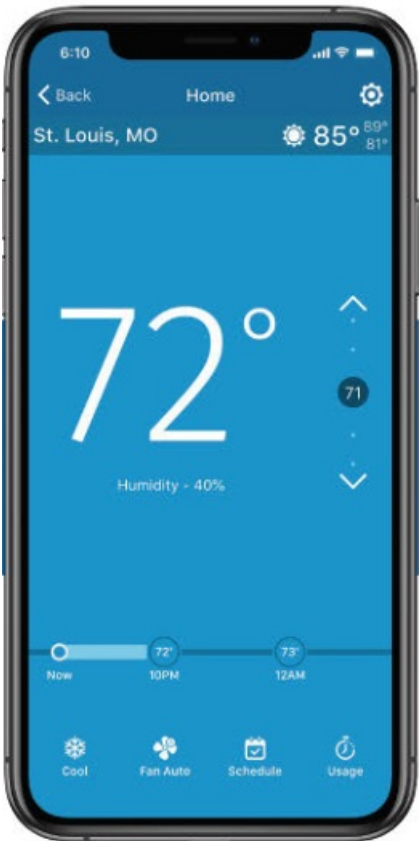 6:10
Back Home
St. Louis, MO 85° 89°
81°
72°
71
Humidity - 40%
72° 73°
Now 10PM 12AM
Cool Fan Auto Schedule Usage